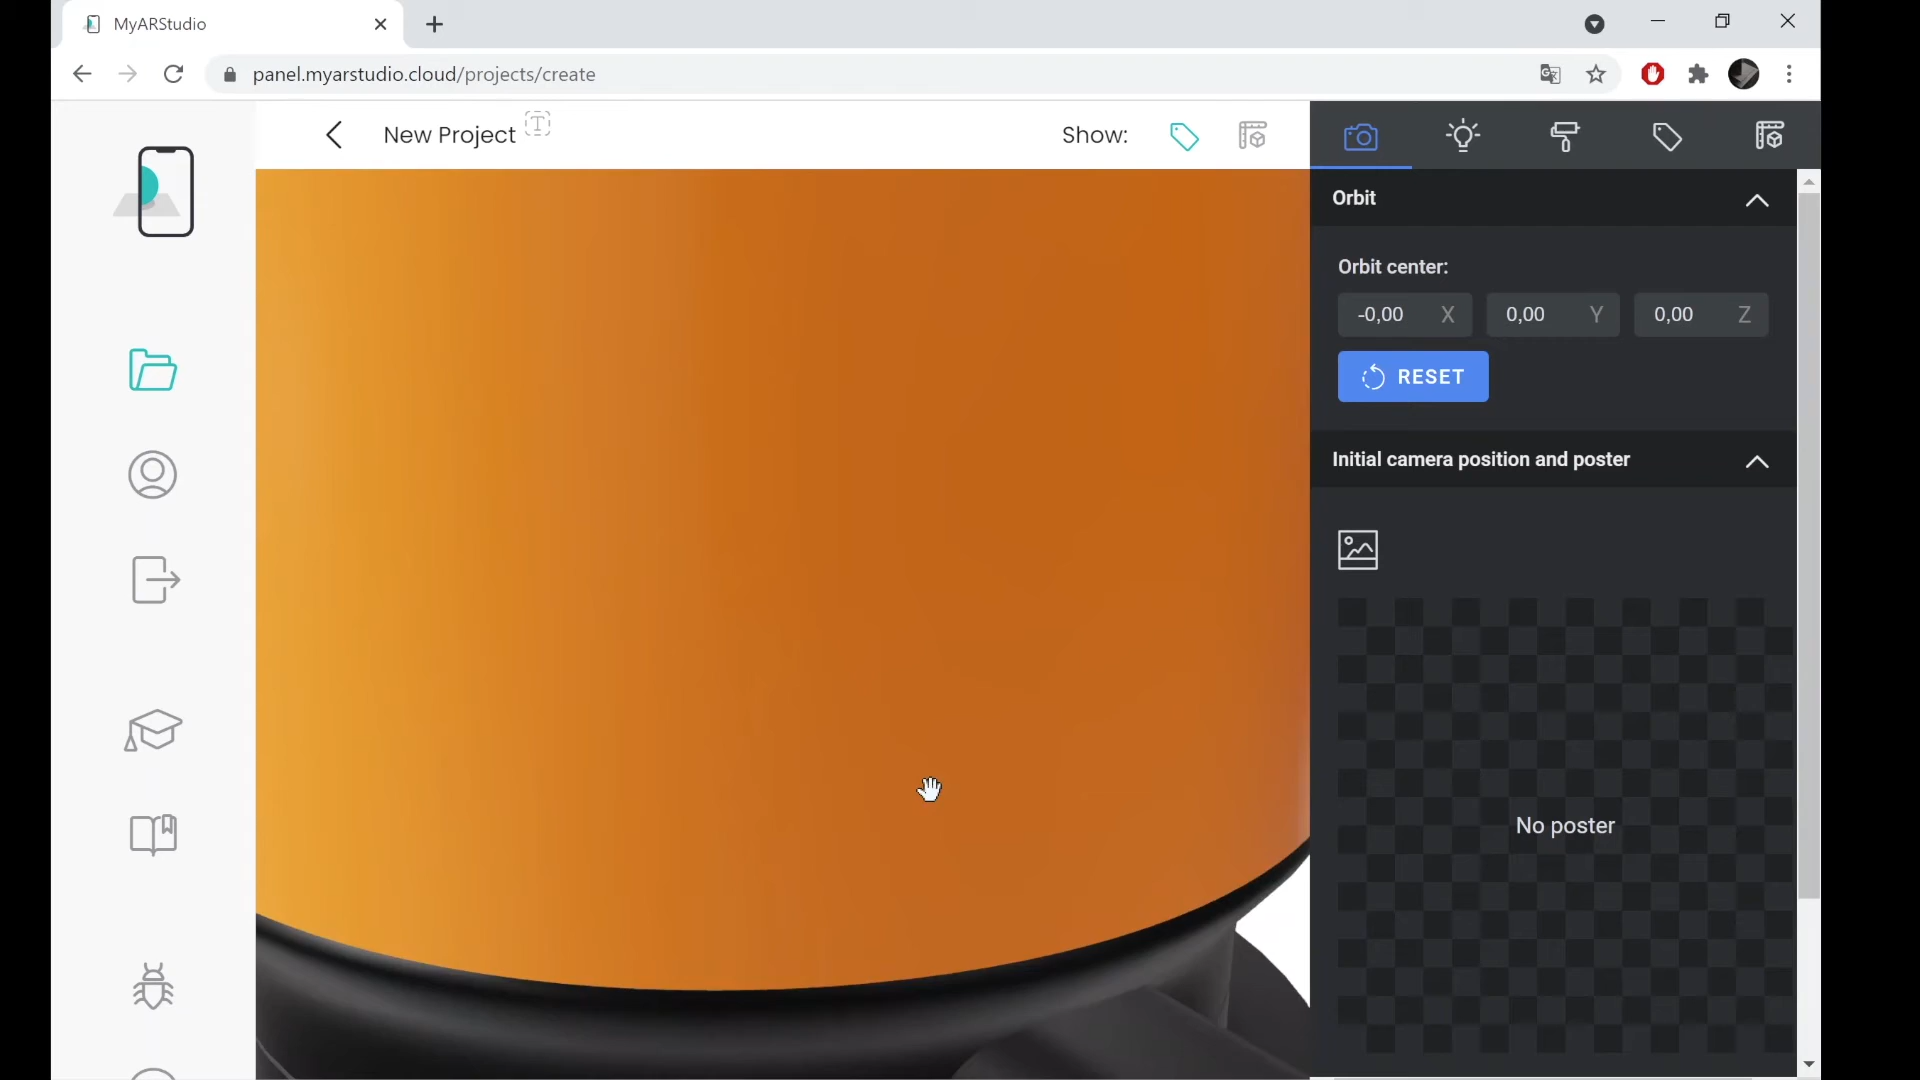 MyARStudio
panel.myarstudio.cloud/projects/create
New Project
Show:
Orbit
Orbit center:
-0,00 X 0,00 Y 0,00 Z
RESET
Initial camera position and poster
No poster